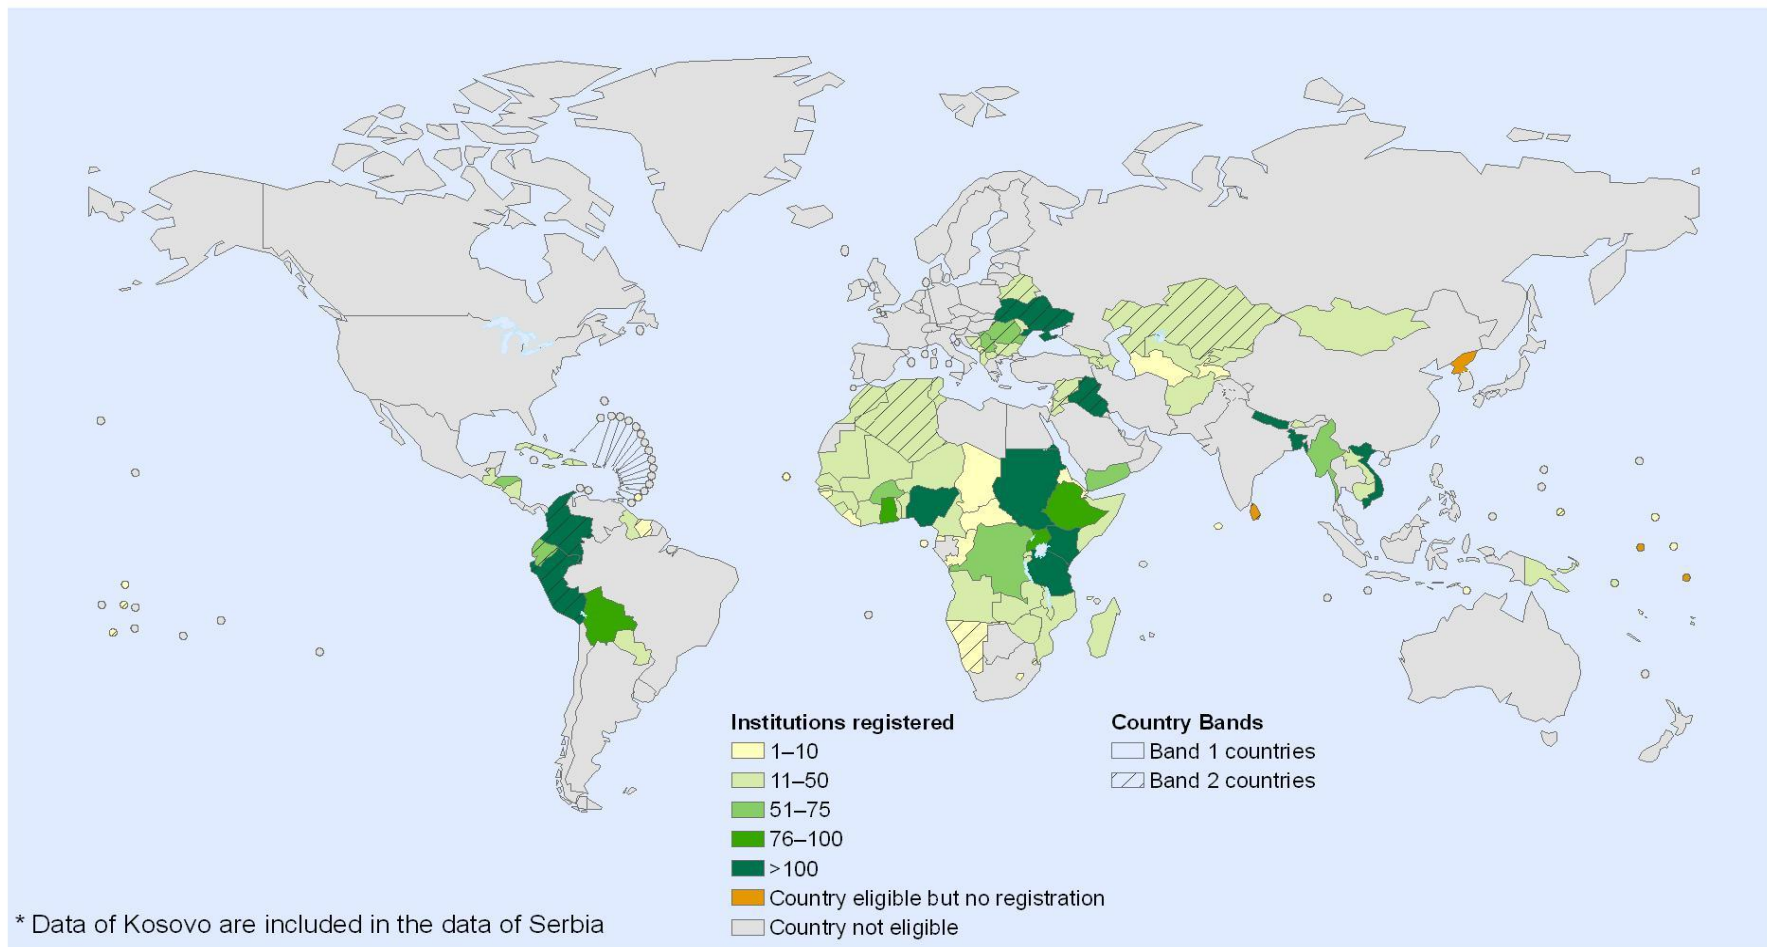 Institutions registered
1–10
11–50
51–75
76–100
>100
Country eligible but no registration
Country not eligible
Country Bands
Band 1 countries
Band 2 countries
* Data of Kosovo are included in the data of Serbia